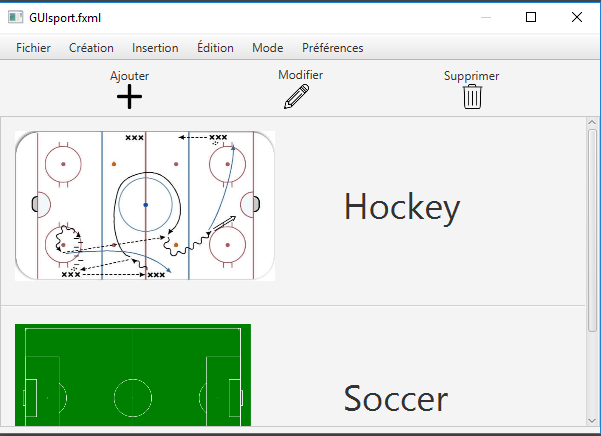 GUIsport.fxml
Fichier Création Insertion Édition Mode Préférences
Ajouter Modifier Supprimer
xxx xxx
Hockey
xxx xxx
Soccer